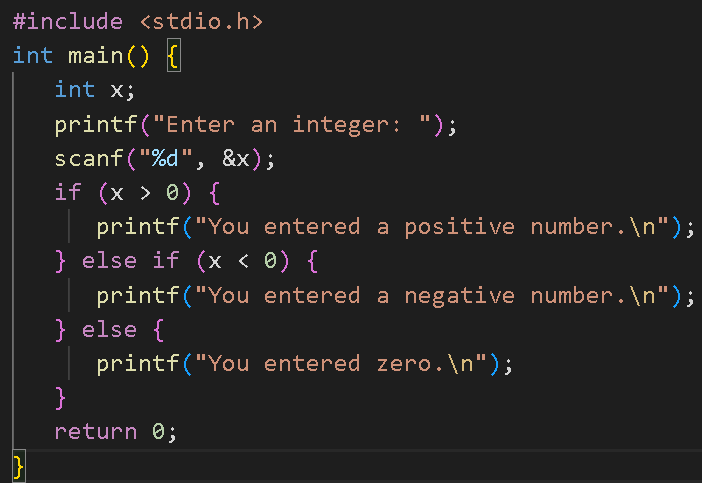 #include <stdio.h>
int main() {
   int x;
   printf("Enter an integer: ");
   scanf("%d", &x);
   if (x > 0) {
      printf("You entered a positive number.\n");
   } else if (x < 0) {
      printf("You entered a negative number.\n");
   } else {
      printf("You entered zero.\n");
   }
   return 0;
}